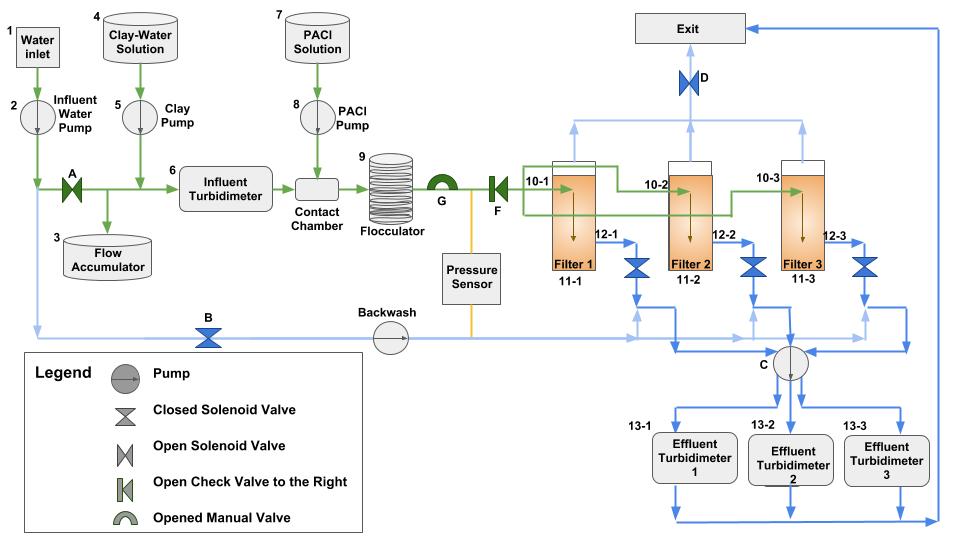 1
Water
inlet
4
Clay-Water
Solution
7
PACl
Solution
Exit
2
Influent
Water
Pump
5
Clay
Pump
8
PACl
Pump
D
A
6
Influent
Turbidimeter
Contact
Chamber
9
Flocculator
G
F
10-1
10-2
10-3
3
Flow
Accumulator
Pressure
Sensor
12-1
12-2
12-3
Filter 1
Filter 2
Filter 3
11-1
11-2
11-3
B
Backwash
C
Legend
Pump
Closed Solenoid Valve
Open Solenoid Valve
Open Check Valve to the Right
Opened Manual Valve
13-1
13-2
13-3
Effluent
Turbidimeter
1
Effluent
Turbidimeter
2
Effluent
Turbidimeter
3